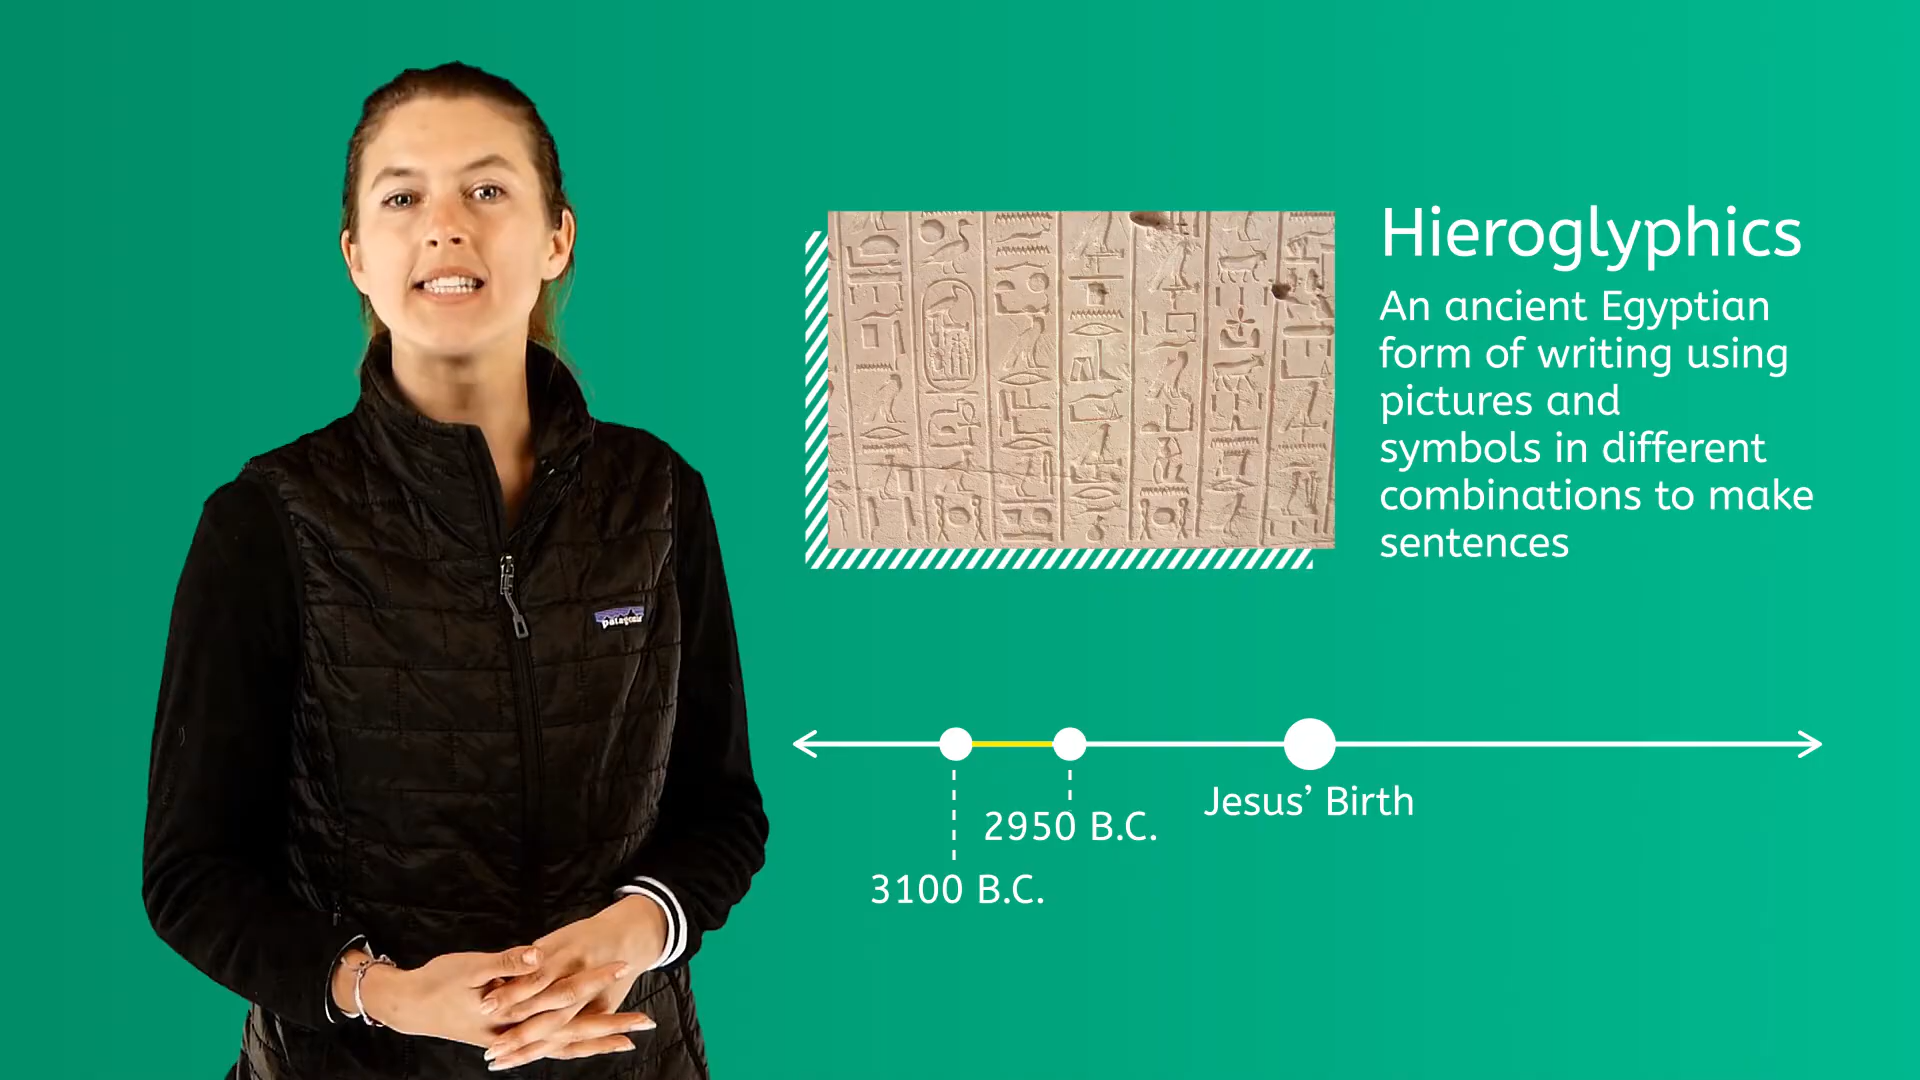 Hieroglyphics
An ancient Egyptian
form of writing using
pictures and
symbols in different
combinations to make
sentences
patagonia
Jesus’ Birth
2950 B.C.
3100 B.C.